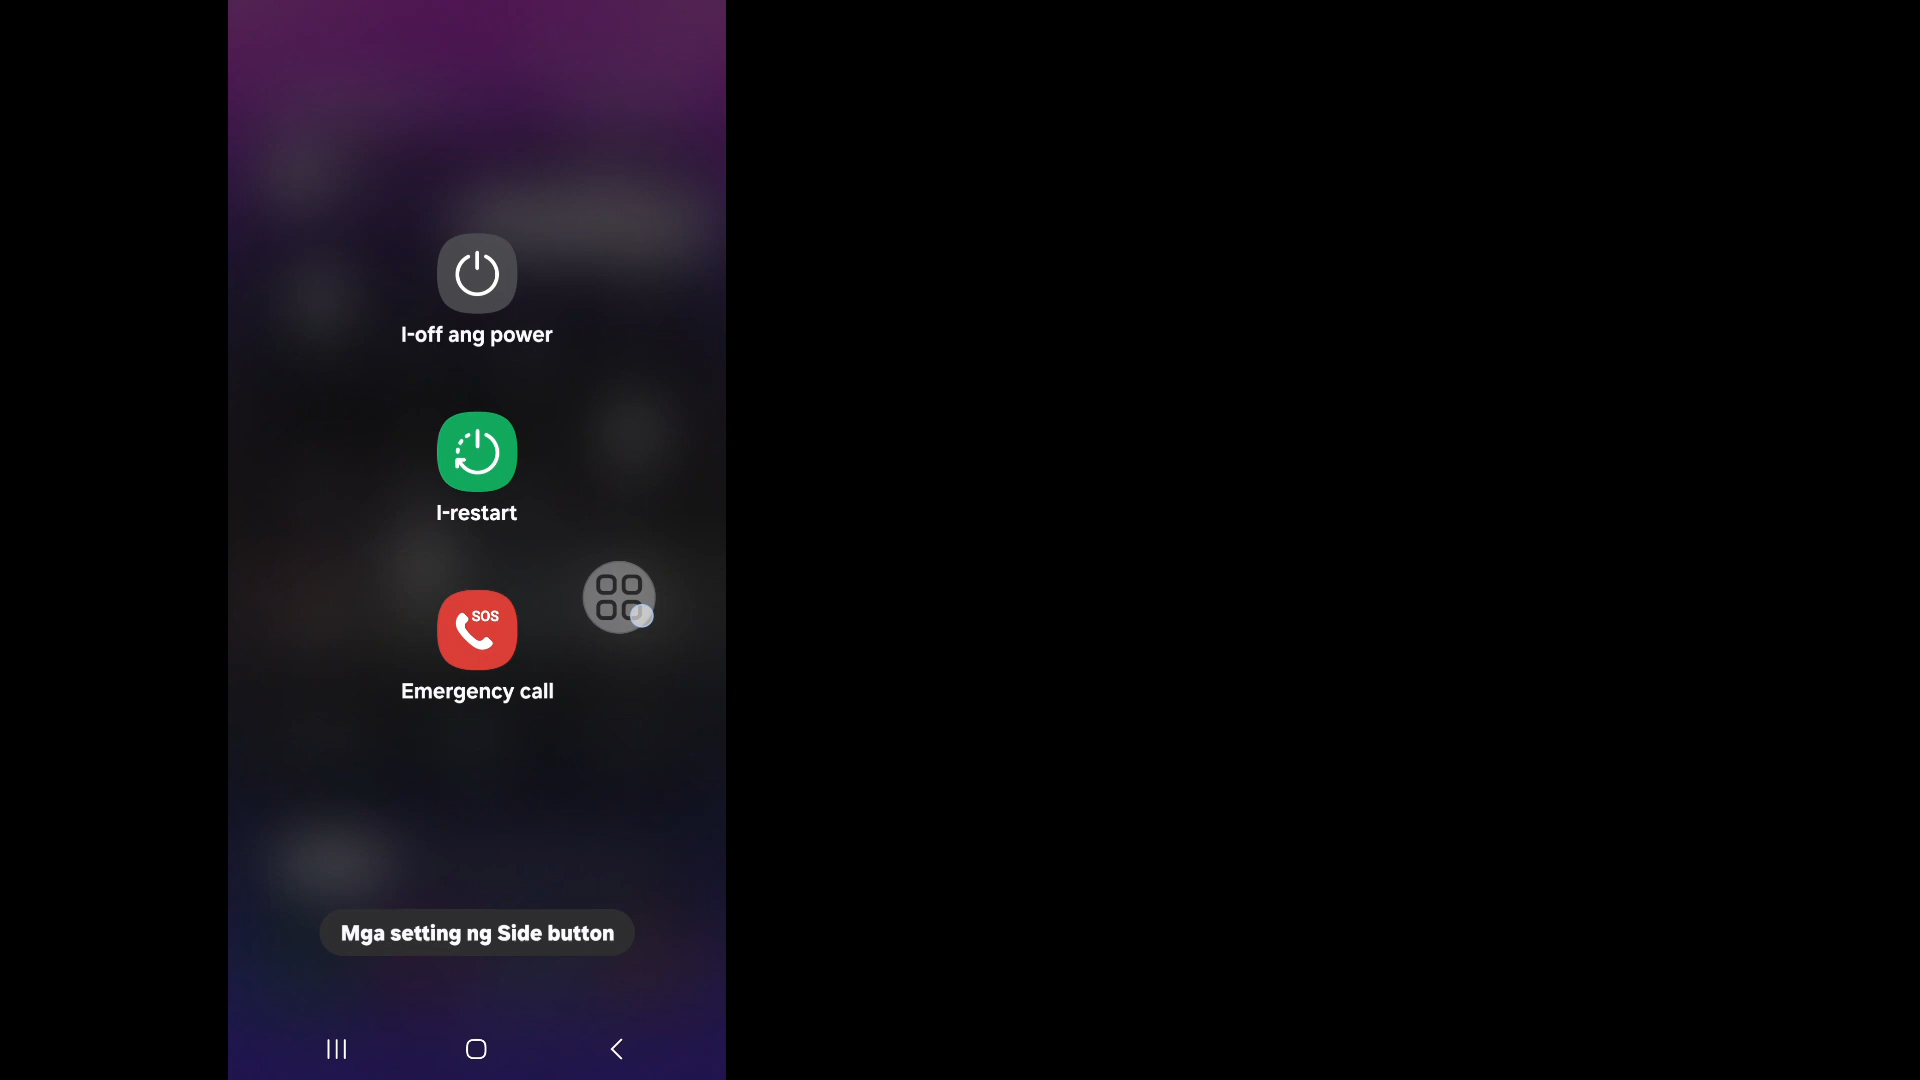 I-off ang power
I-restart
SOS
Emergency call
Mga setting ng Side button